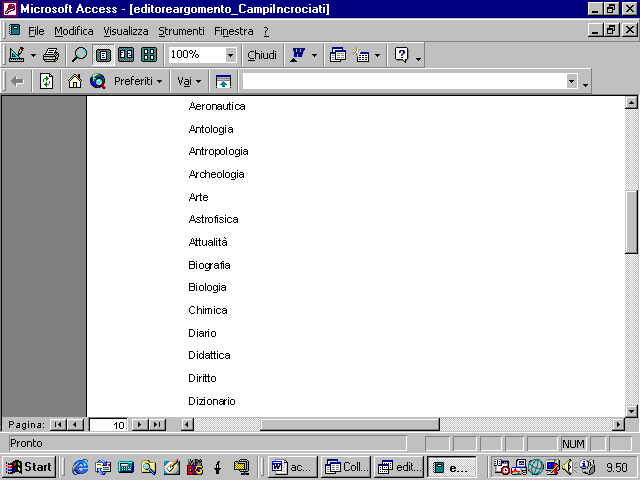 Microsoft Access - [editoreargomento_CampiIncrociati]
File Modifica Visualizza Strumenti Finestra ?
100% Chiudi
Preferiti Vai
Aeronautica
Antologia
Antropologia
Archeologia
Arte
Astrofisica
Attualità
Biografia
Biologia
Chimica
Diario
Didattica
Diritto
Dizionario
Pagina: 10
Pronto NUM
Start ac... Coll... edit... e... 9.50